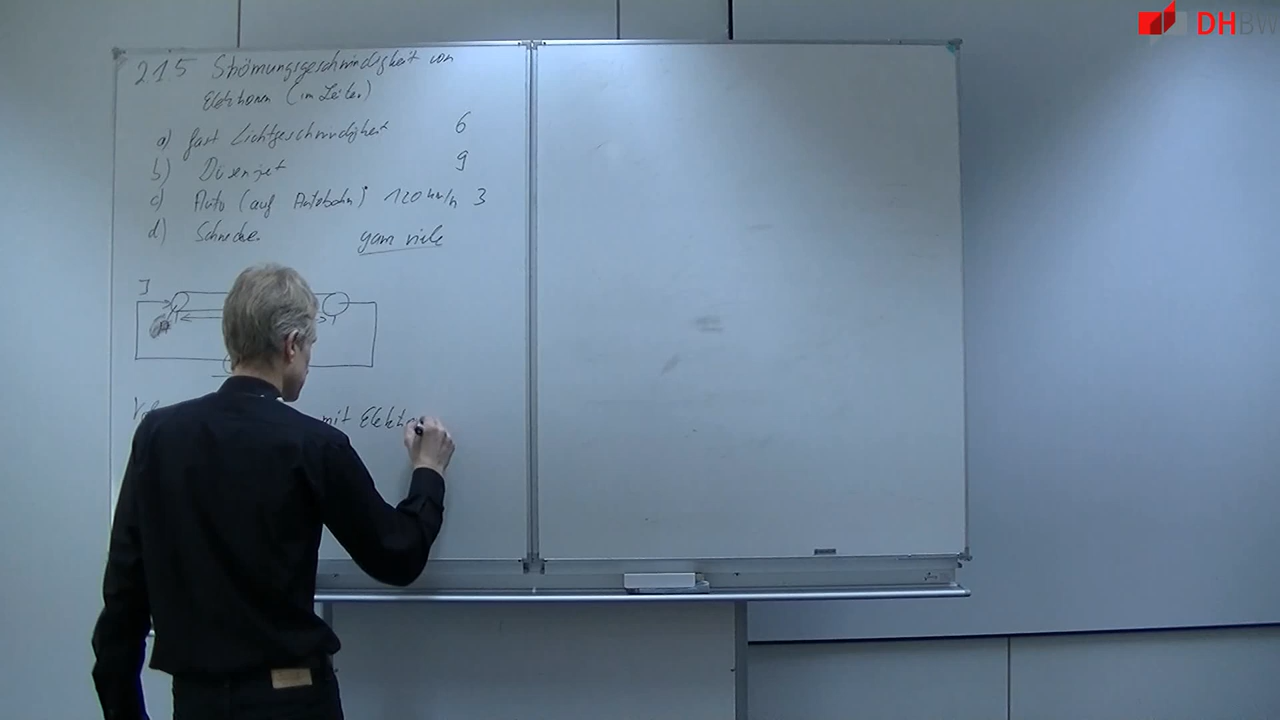 DHBW
2.1.5 Strömungsgeschwindigkeit von
Elektronen (im Leiter)
a) fast Lichtgeschwindigkeit 6
b) Düsenjet 9
c) Auto (auf Autobahn) 120 km/h 3
d) Schnecke ganz viele
I
mit Elektro